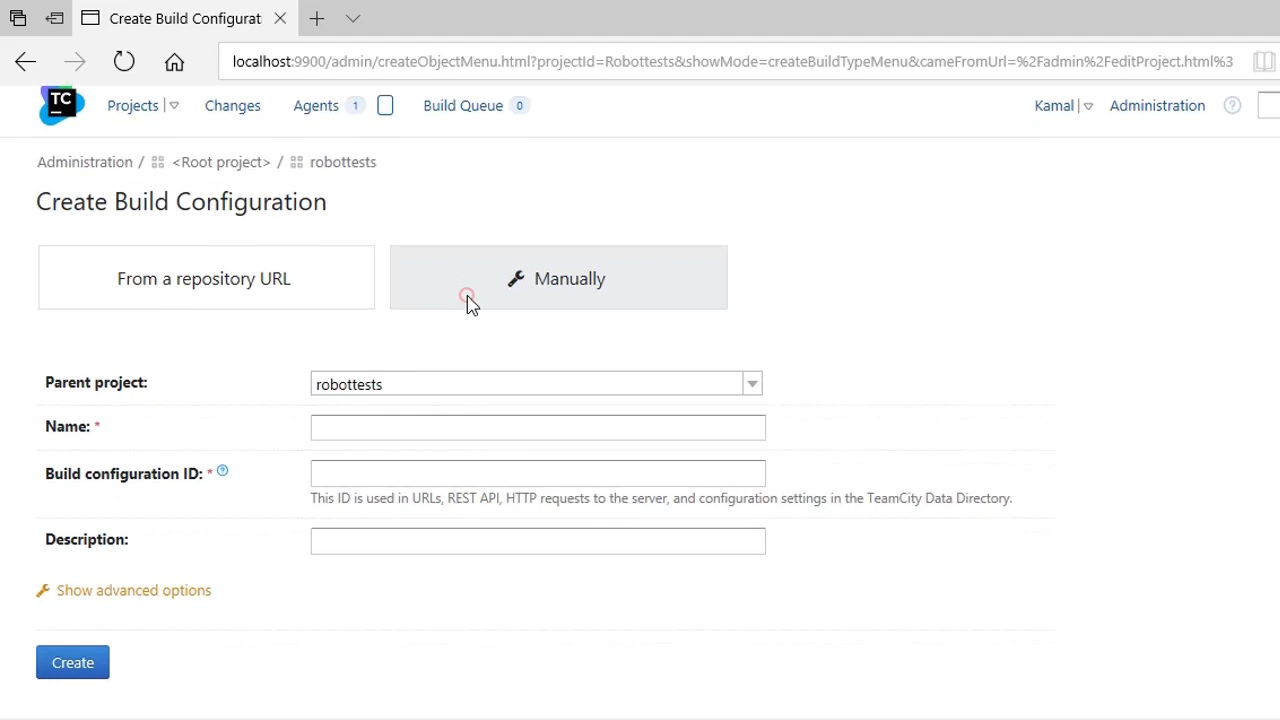 Create Build Configurat
localhost:9900/admin/createObjectMenu.html?projectId=Robottests&showMode=createBuildTypeMenu&cameFromUrl=%2Fadmin%2FeditProject.html%3
TC
Projects Changes Agents 1 Build Queue 0 Kamal Administration ?
Administration / <Root project> / robottests
Create Build Configuration
From a repository URL Manually
Parent project: robottests
Name: *
Build configuration ID: * ?
This ID is used in URLs, REST API, HTTP requests to the server, and configuration settings in the TeamCity Data Directory.
Description:
Show advanced options
Create